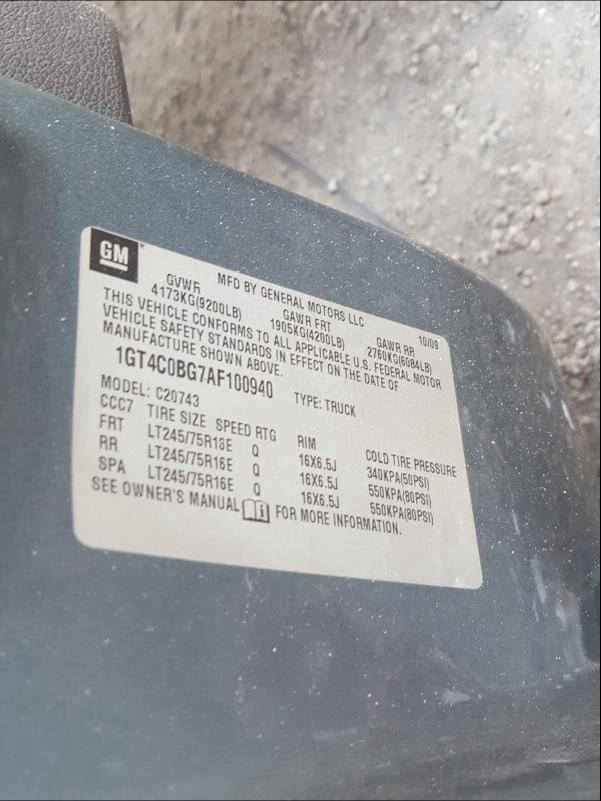 GM
MFD BY GENERAL MOTORS LLC 10/09
GVWR GAWR FRT GAWR RR
4173KG(9200LB) 1905KG(4200LB) 2760KG(6084LB)
THIS VEHICLE CONFORMS TO ALL APPLICABLE U.S. FEDERAL MOTOR
VEHICLE SAFETY STANDARDS IN EFFECT ON THE DATE OF
MANUFACTURE SHOWN ABOVE.
1GT4C0BG7AF100940 TYPE: TRUCK
MODEL: C20743
CCC7 TIRE SIZE SPEED RTG RIM COLD TIRE PRESSURE
FRT LT245/75R16E Q 16X6.5J 340KPA(50PSI)
RR LT245/75R16E Q 16X6.5J 550KPA(80PSI)
SPA LT245/75R16E Q 16X6.5J 550KPA(80PSI)
SEE OWNER'S MANUAL FOR MORE INFORMATION.